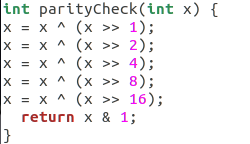 int parityCheck(int x) {
x = x ^ (x >> 1);
x = x ^ (x >> 2);
x = x ^ (x >> 4);
x = x ^ (x >> 8);
x = x ^ (x >> 16);
  return x & 1;
}